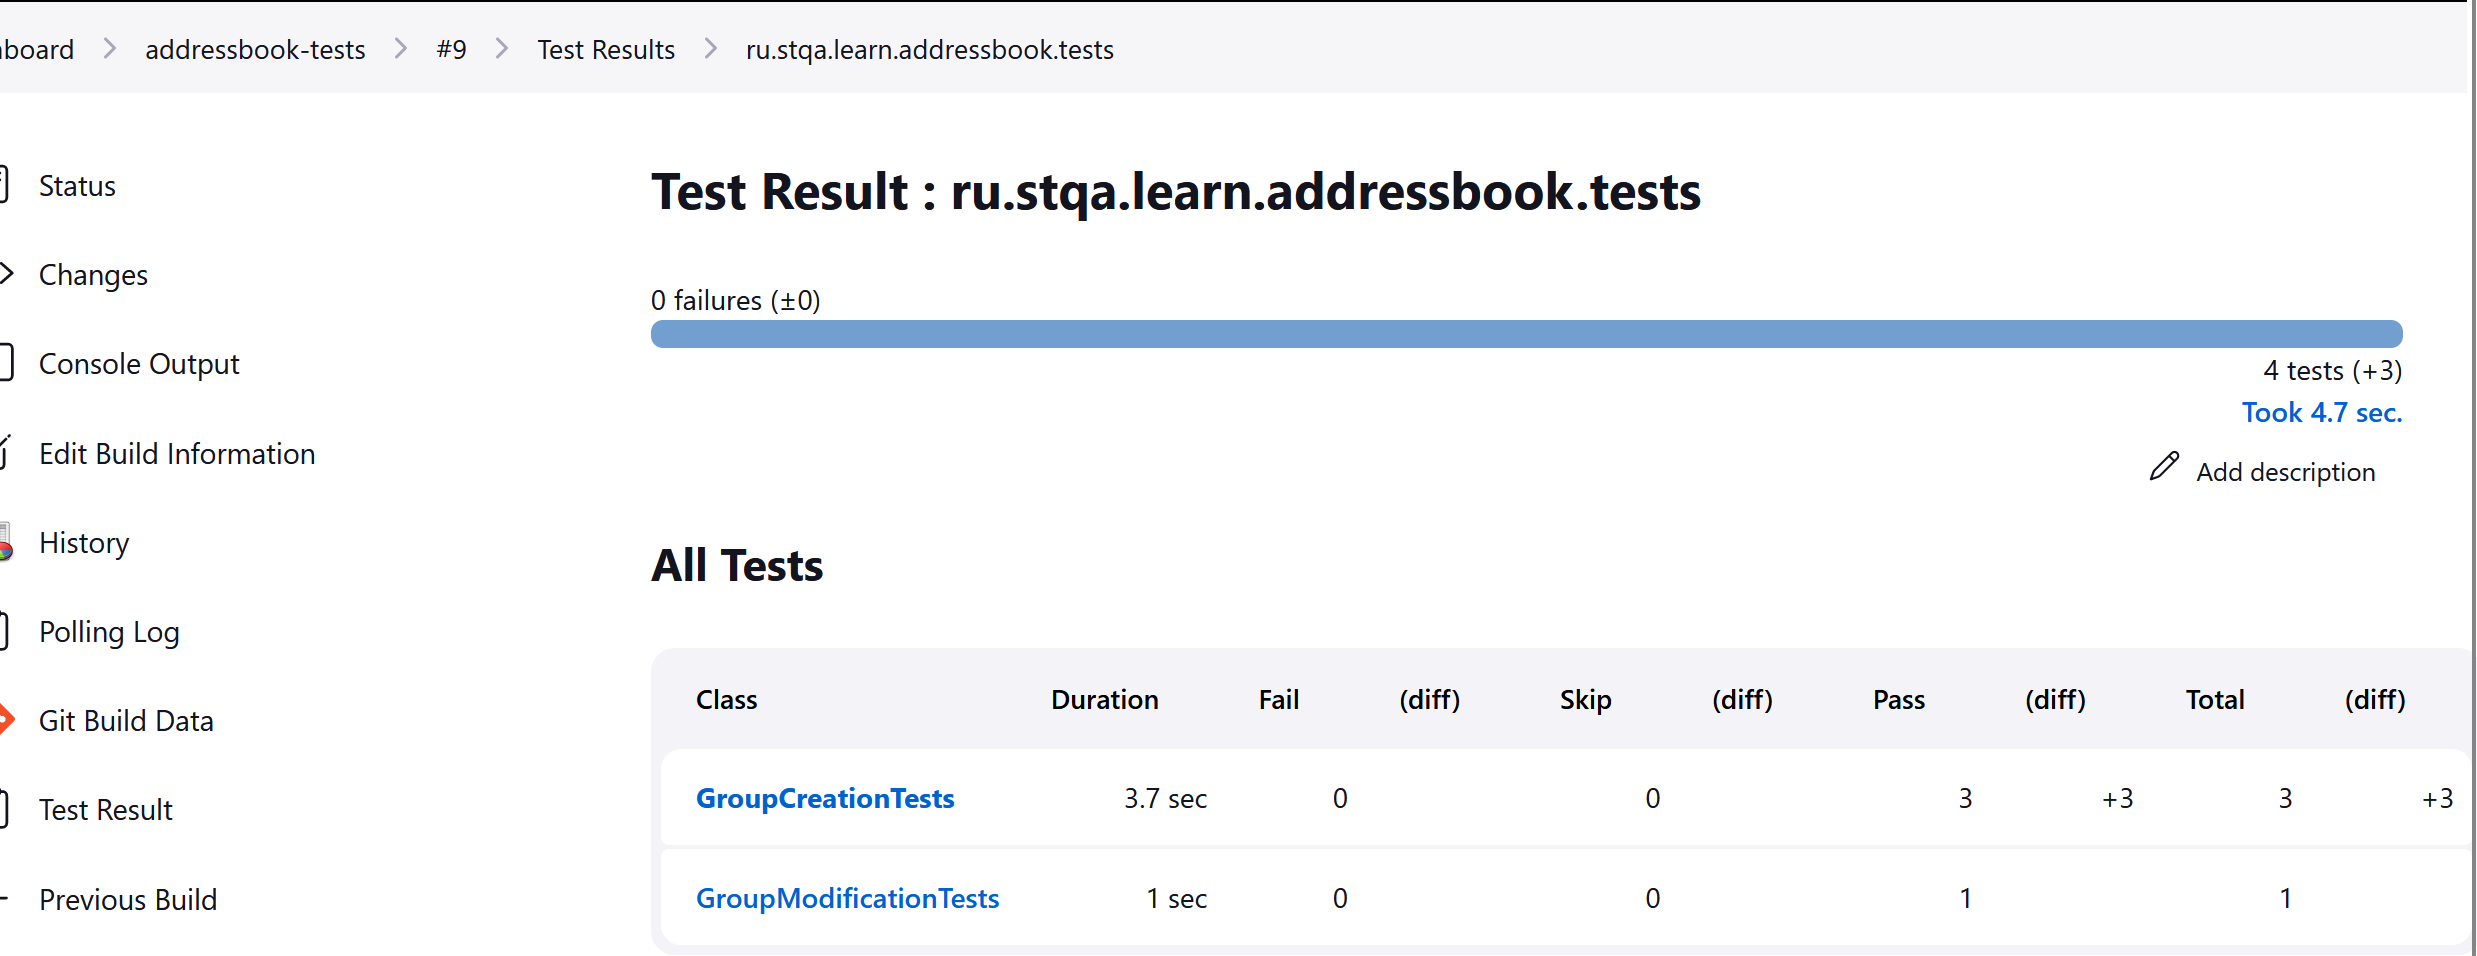 board > addressbook-tests > #9 > Test Results > ru.stqa.learn.addressbook.tests
Status
Changes
Console Output
Edit Build Information
History
Polling Log
Git Build Data
Test Result
Previous Build
Test Result : ru.stqa.learn.addressbook.tests
0 failures (±0)
4 tests (+3)
Took 4.7 sec.
Add description
All Tests
Class Duration Fail (diff) Skip (diff) Pass (diff) Total (diff)
GroupCreationTests 3.7 sec 0 0 3 +3 3 +3
GroupModificationTests 1 sec 0 0 1 1